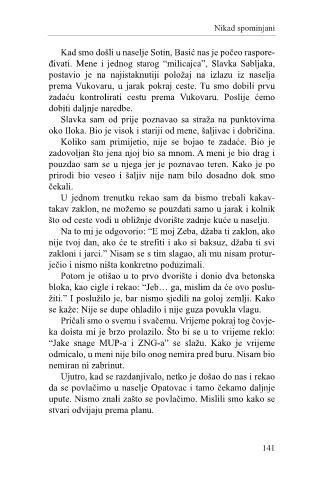 Nikad spominjani
Kad smo došli u naselje Sotin, Basić nas je počeo raspore-
đivati. Mene i jednog starog “milicajca”, Slavka Sabljaka,
postavio je na najistaknutiji položaj na izlazu iz naselja
prema Vukovaru, u jarak pokraj ceste. Tu smo dobili prvu
zadaću kontrolirati cestu prema Vukovaru. Poslije ćemo
dobiti daljnje naredbe.
Slavka sam od prije poznavao sa straža na punktovima
oko Iloka. Bio je visok i stariji od mene, šaljivac i dobričina.
Koliko sam primijetio, nije se bojao te zadaće. Bio je
zadovoljan što jena njoj bio sa mnom. A meni je bio drag i
pouzdao sam se u njega jer je poznavao teren. Kako je po
prirodi bio veseo i šaljiv nije nam bilo dosadno dok smo
čekali.
U jednom trenutku rekao sam da bismo trebali kakav-
takav zaklon, ne možemo se pouzdati samo u jarak i kolnik
što od ceste vodi u obližnje dvorište zadnje kuće u naselju.
Na to mi je odgovorio: “E moj Zeba, džaba ti zaklon, ako
nije tvoj dan, ako će te strefiti i ako si baksuz, džaba ti svi
zakloni i jarci.” Nisam se s tim slagao, ali mu nisam protur-
ječio i nismo ništa konkretno poduzimali.
Potom je otišao u to prvo dvorište i donio dva betonska
bloka, kao cigle i rekao: “Jeb… ga, mislim da će ovo poslu-
žiti.” I poslužilo je, bar nismo sjedili na goloj zemlji. Kako
se kaže: Nije se dupe ohladilo i nije guza povukla vlagu.
Pričali smo o svemu i svačemu. Vrijeme pokraj tog čovje-
ka doista mi je brzo prolazilo. Što bi se u to vrijeme reklo:
“Jake snage MUP-a i ZNG-a” se slažu. Kako je vrijeme
odmicalo, u meni nije bilo onog nemira pred buru. Nisam bio
nemiran ni zabrinut.
Ujutro, kad se razdanjivalo, netko je došao do nas i rekao
da se povlačimo u naselje Opatovac i tamo čekamo daljnje
upute. Nismo znali zašto se povlačimo. Mislili smo kako se
stvari odvijaju prema planu.
141